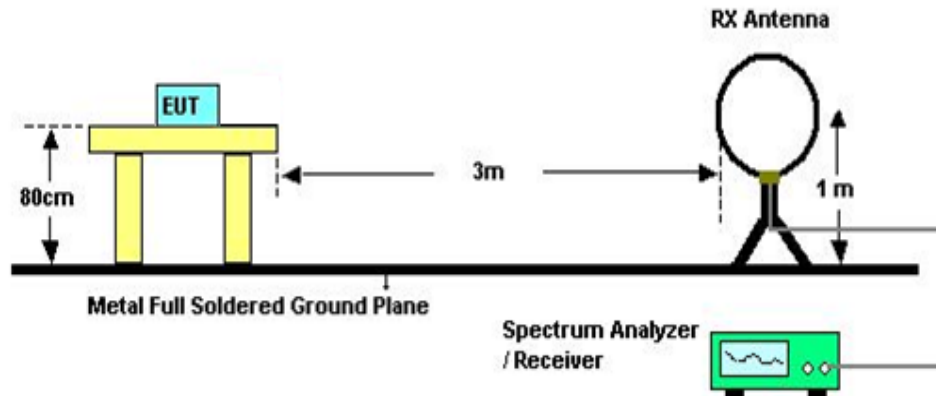 RX Antenna
EUT
3m
80cm
1 m
Metal Full Soldered Ground Plane
Spectrum Analyzer
/ Receiver